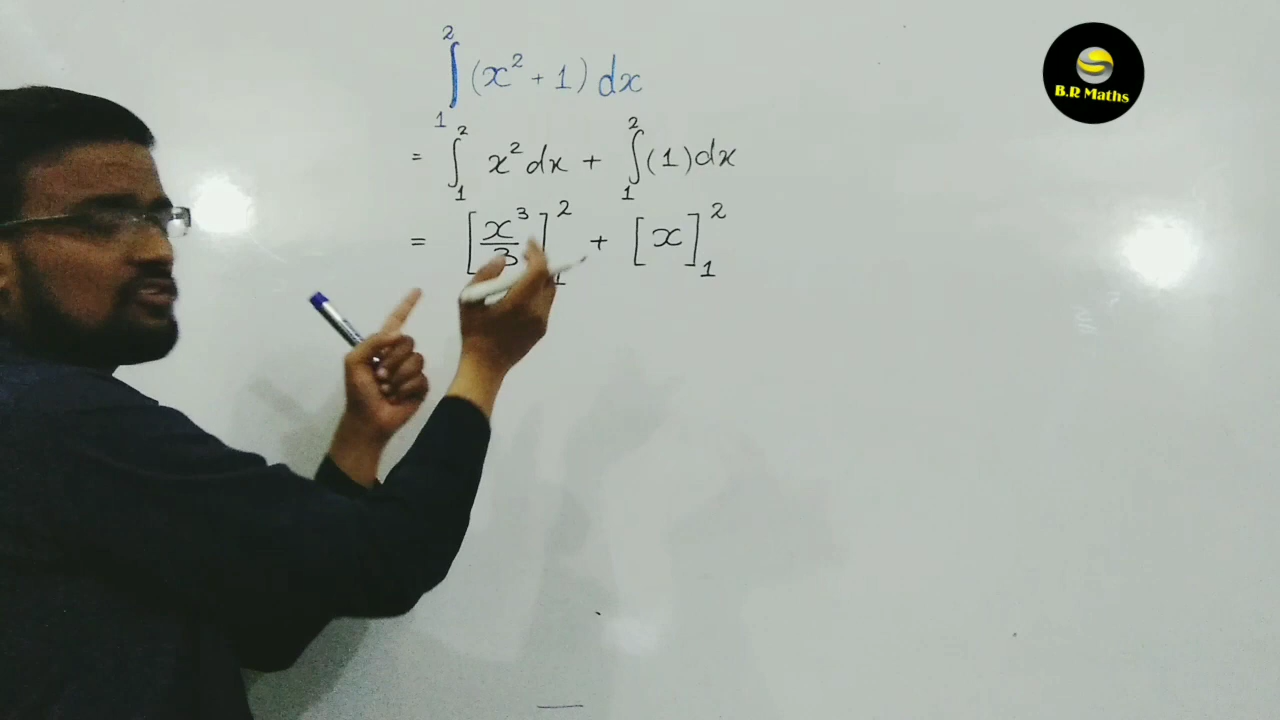 ∫₁² (x² + 1) dx
= ∫₁² x² dx + ∫₁² (1) dx
= [x³/3]₁² + [x]₁²
B.R Maths